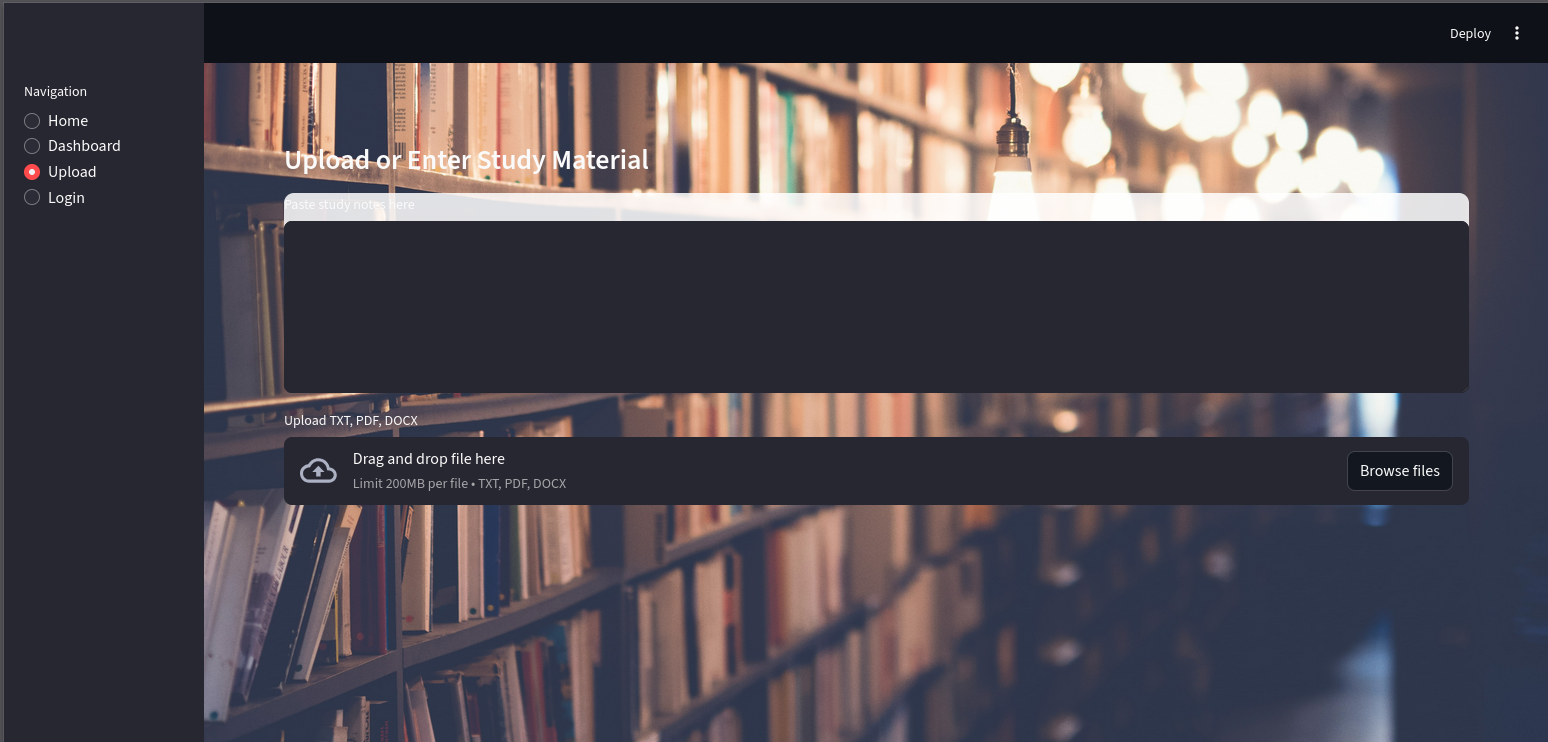 Deploy
Navigation
Home
Dashboard
Upload
Login
Upload or Enter Study Material
Paste study notes here
Upload TXT, PDF, DOCX
Drag and drop file here
Limit 200MB per file • TXT, PDF, DOCX
Browse files